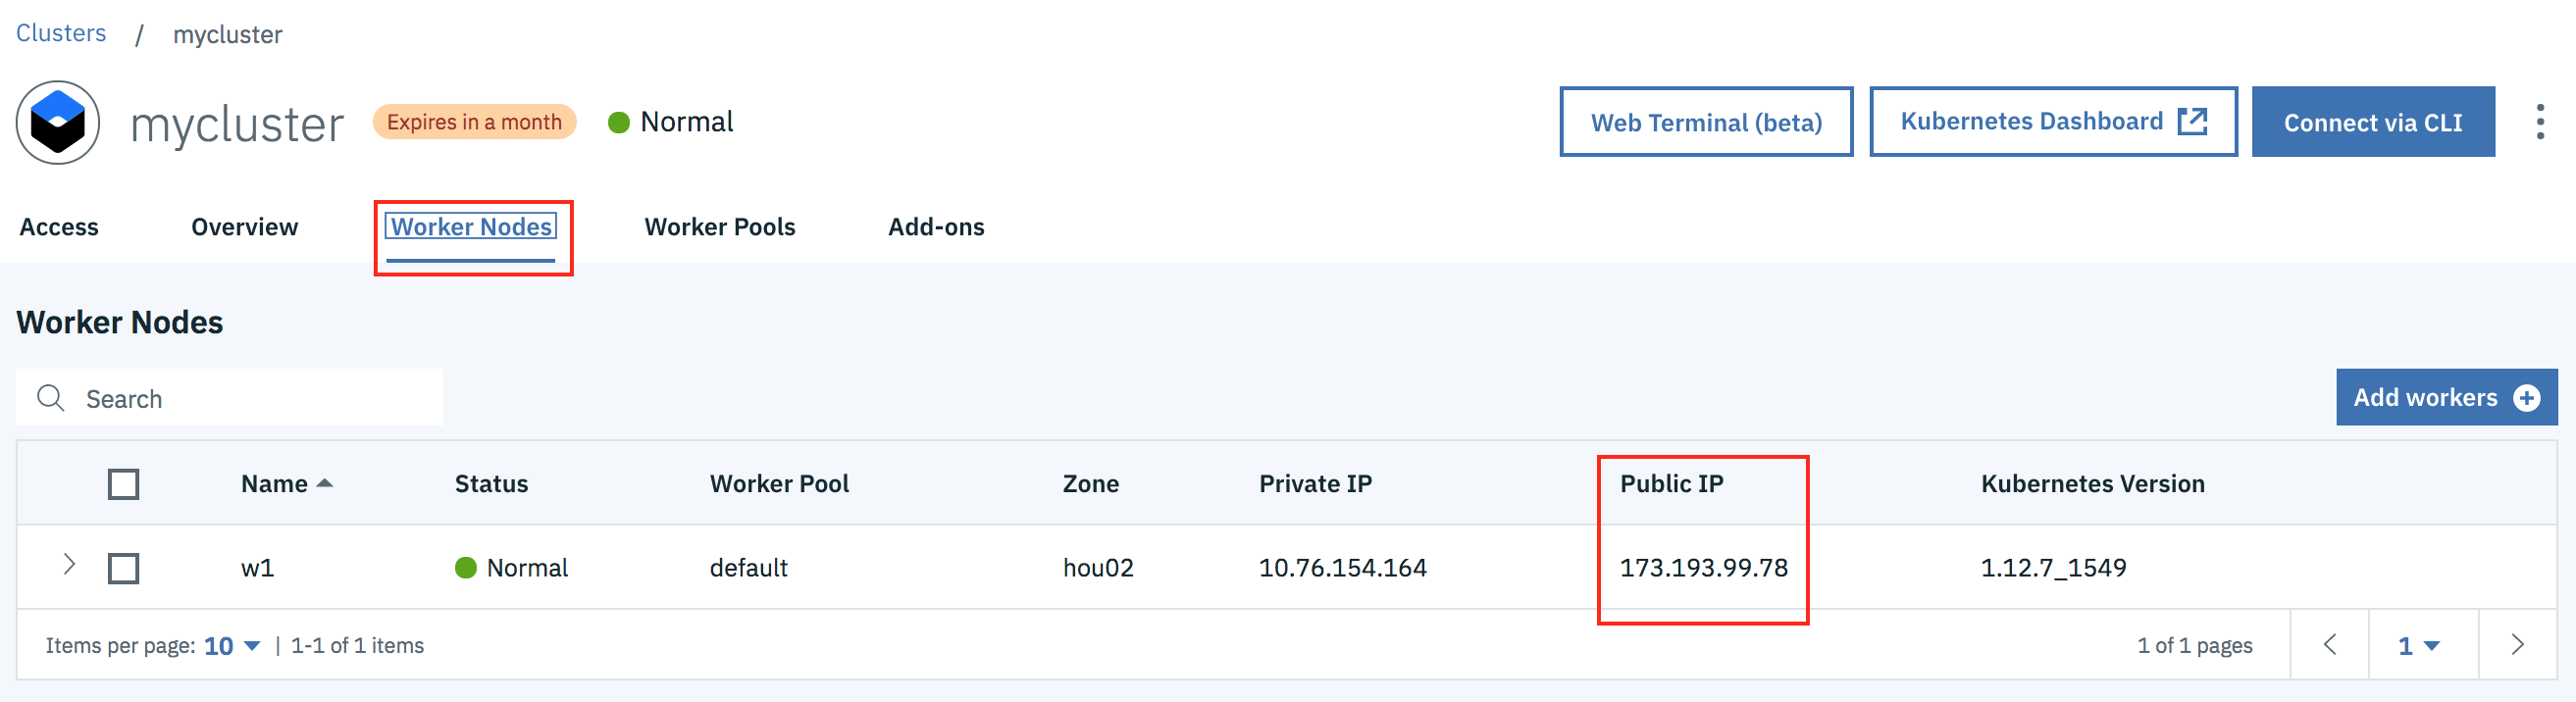 Clusters / mycluster
mycluster Expires in a month Normal Web Terminal (beta) Kubernetes Dashboard Connect via CLI
Access Overview Worker Nodes Worker Pools Add-ons
Worker Nodes
Search Add workers
Name Status Worker Pool Zone Private IP Public IP Kubernetes Version
w1 Normal default hou02 10.76.154.164 173.193.99.78 1.12.7_1549
Items per page: 10 | 1-1 of 1 items 1 of 1 pages 1